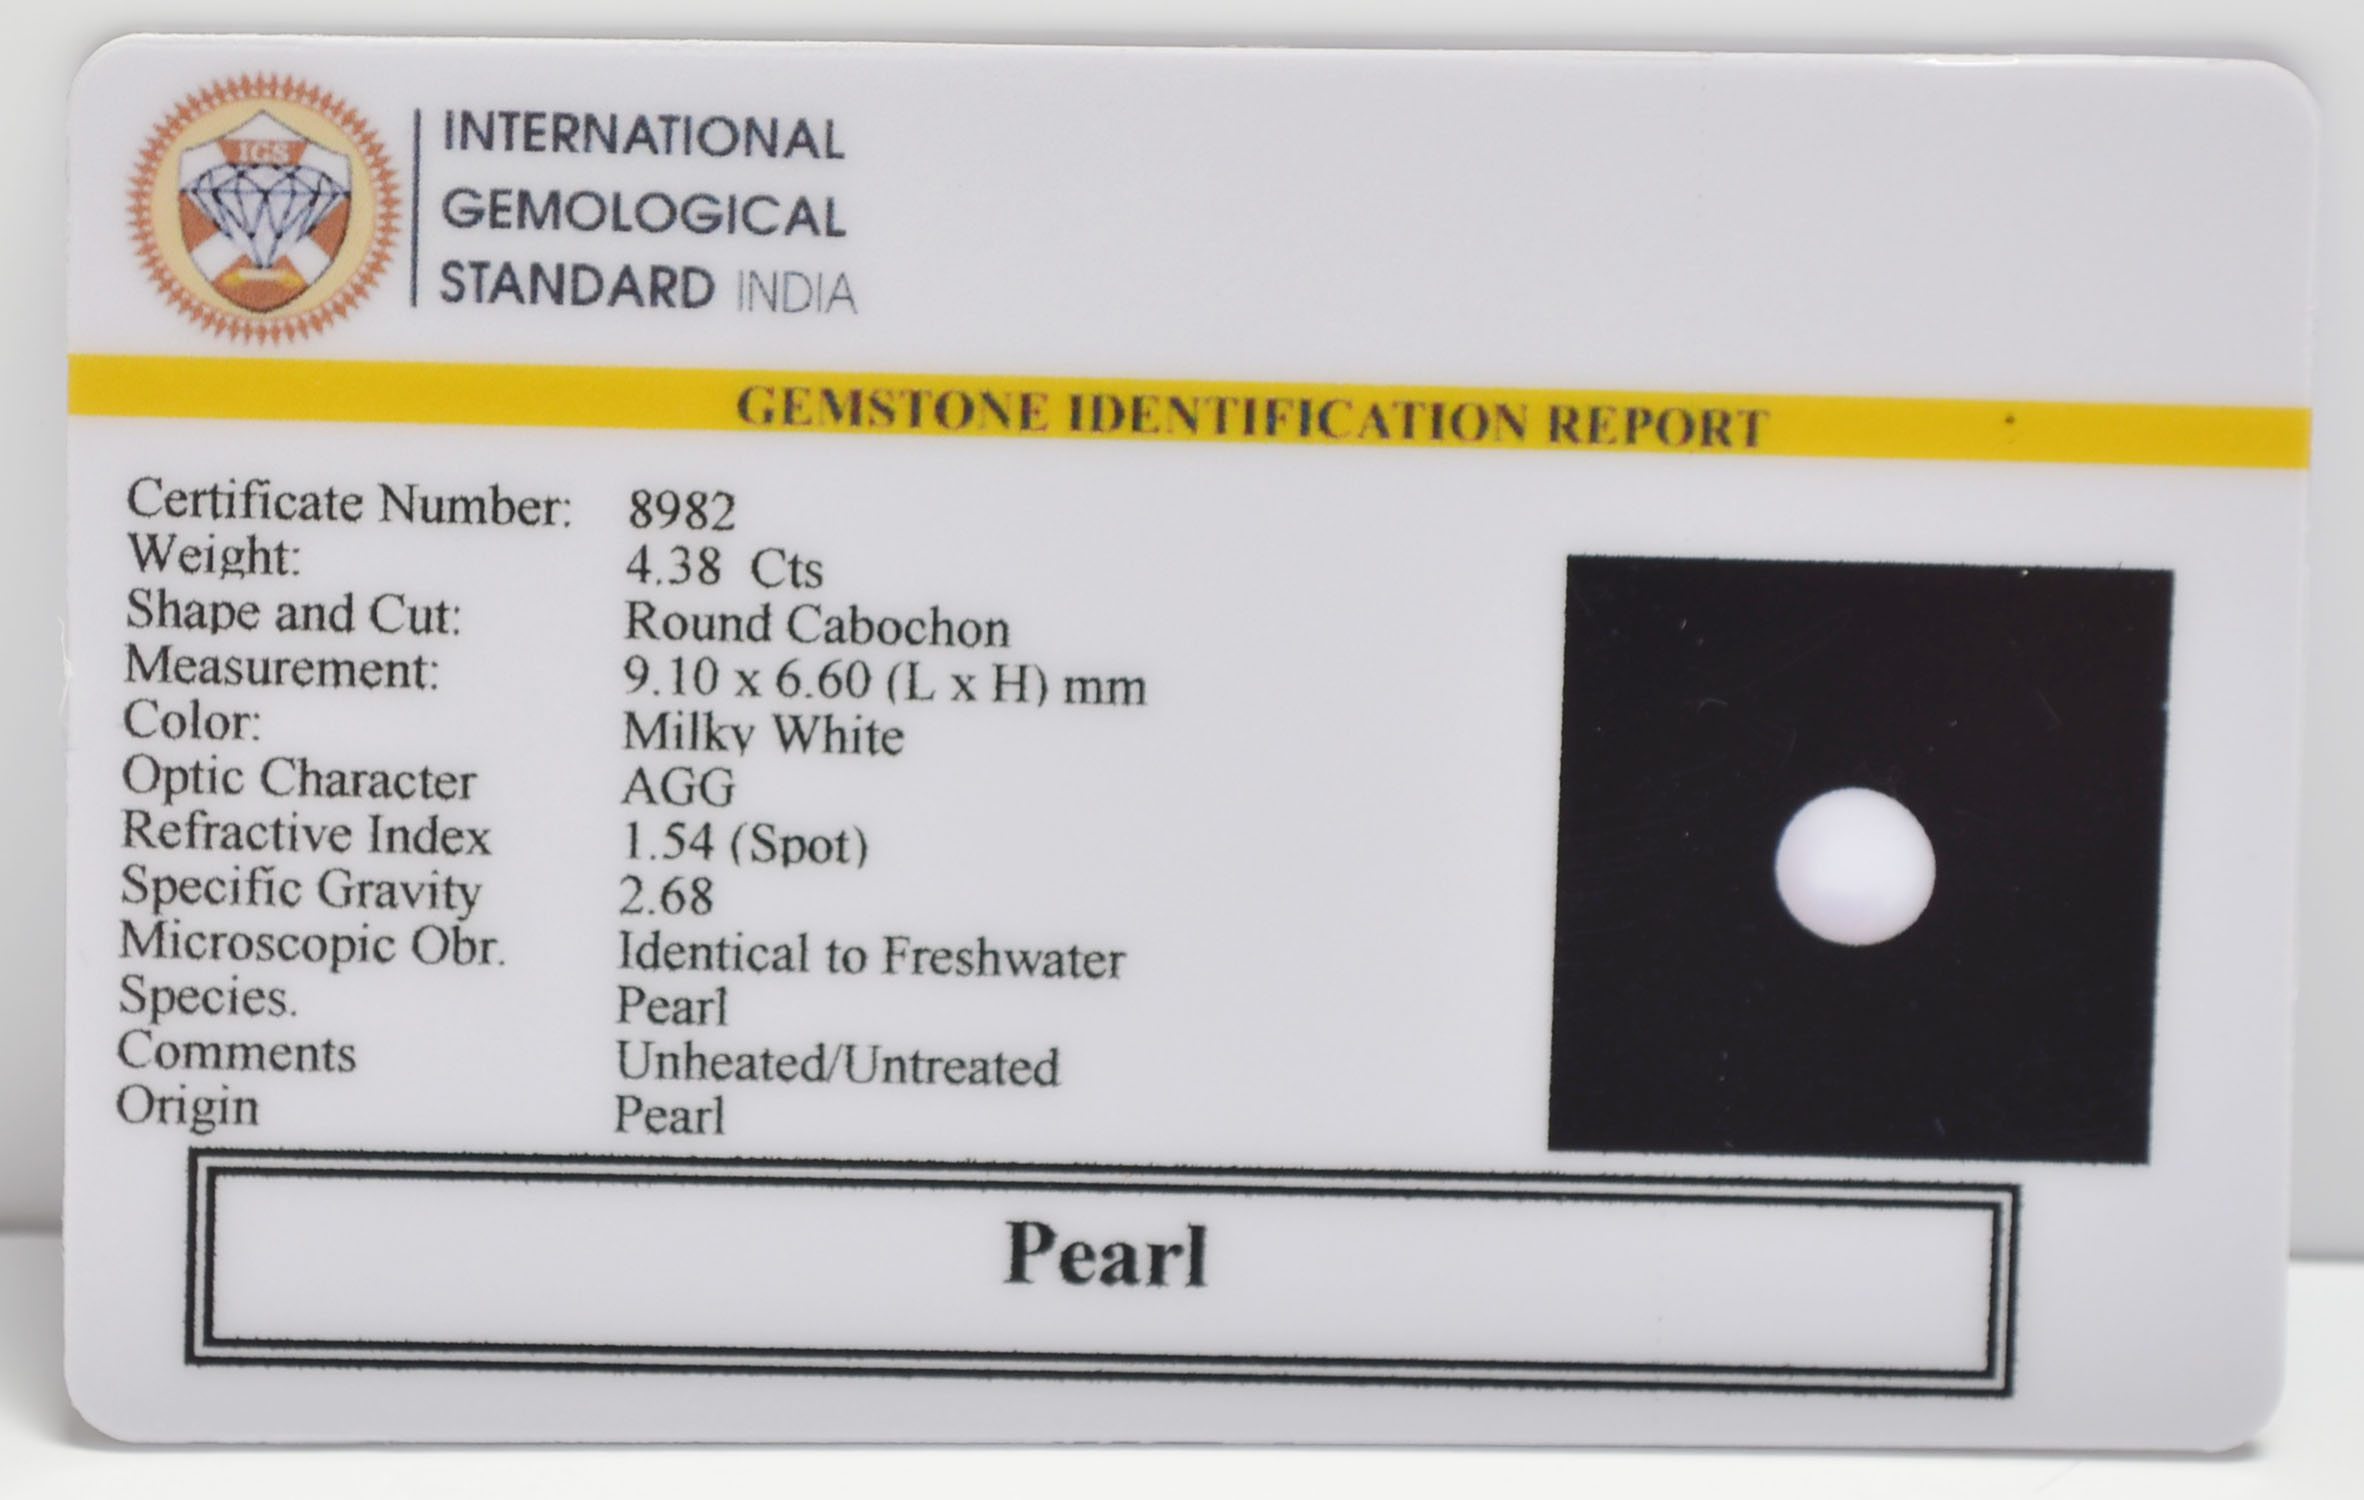 IGS
INTERNATIONAL
GEMOLOGICAL
STANDARD INDIA
GEMSTONE IDENTIFICATION REPORT
Certificate Number: 8982
Weight: 4.38 Cts
Shape and Cut: Round Cabochon
Measurement: 9.10 x 6.60 (L x H) mm
Color: Milky White
Optic Character AGG
Refractive Index 1.54 (Spot)
Specific Gravity 2.68
Microscopic Obr. Identical to Freshwater
Species. Pearl
Comments Unheated/Untreated
Origin Pearl
Pearl